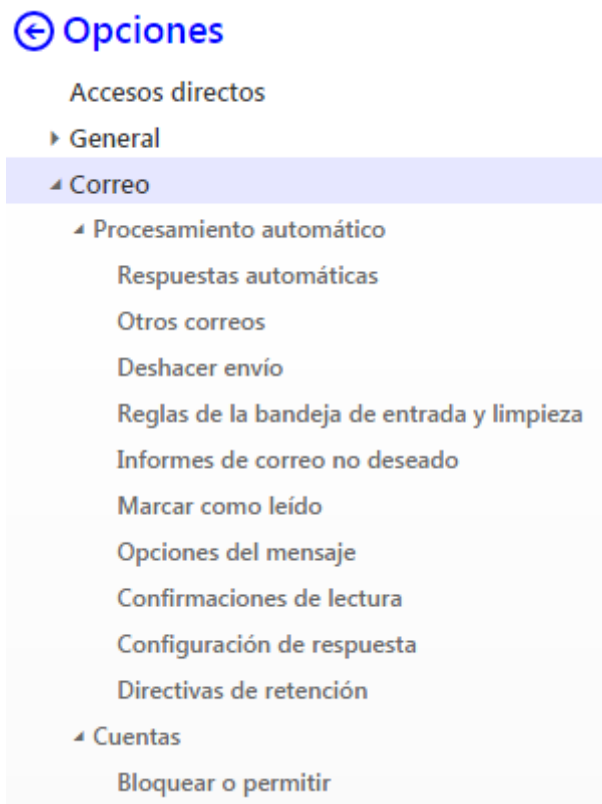 Opciones
Accesos directos
General
Correo
Procesamiento automático
Respuestas automáticas
Otros correos
Deshacer envío
Reglas de la bandeja de entrada y limpieza
Informes de correo no deseado
Marcar como leído
Opciones del mensaje
Confirmaciones de lectura
Configuración de respuesta
Directivas de retención
Cuentas
Bloquear o permitir